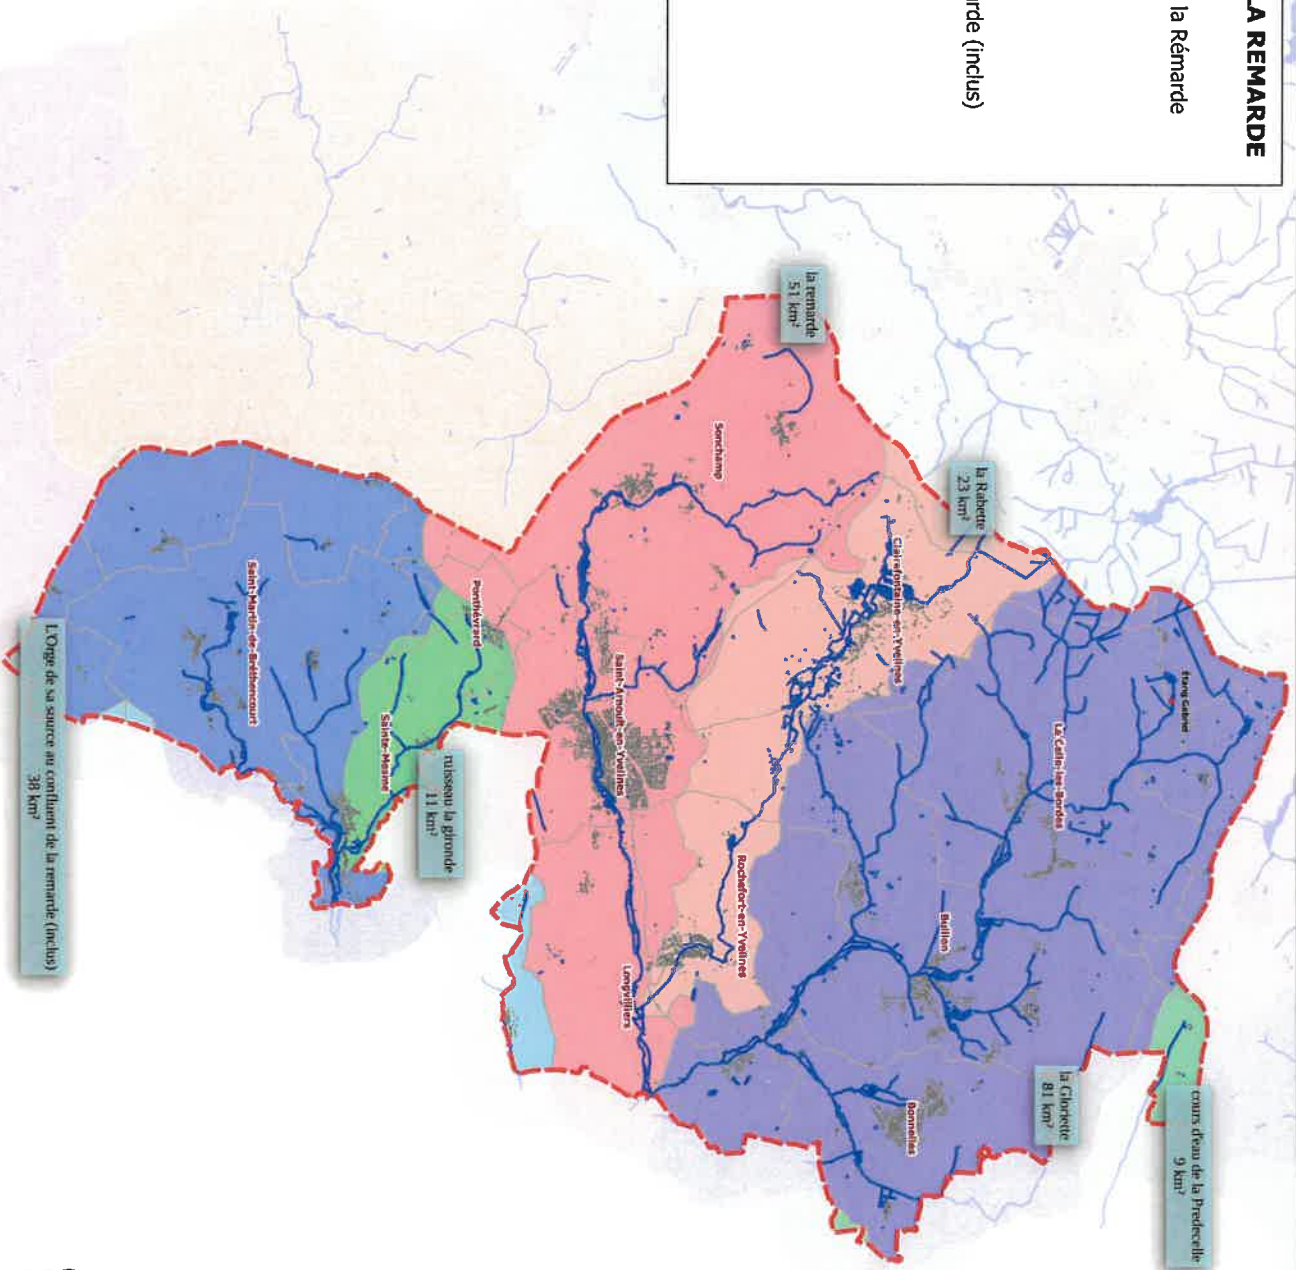 LA REMARDE
la Rémarde
rde (inclus)
la remarde
51 km²
Sonchamp
la Rabette
23 km²
Clairefontaine-en-Yvelines
Étang Gabriel
La Celle-les-Bordes
Ponthévrard
Saint-Arnoult-en-Yvelines
Saint-Martin-de-Bréthencourt
Sainte-Mesme
ruisseau la gironde
11 km²
Rochefort-en-Yvelines
Bullion
Longvilliers
L'Orge de sa source au confluent de la remarde (inclus)
38 km²
la Gloriette
81 km²
Bonnelles
cours d'eau de la Predecelle
9 km²